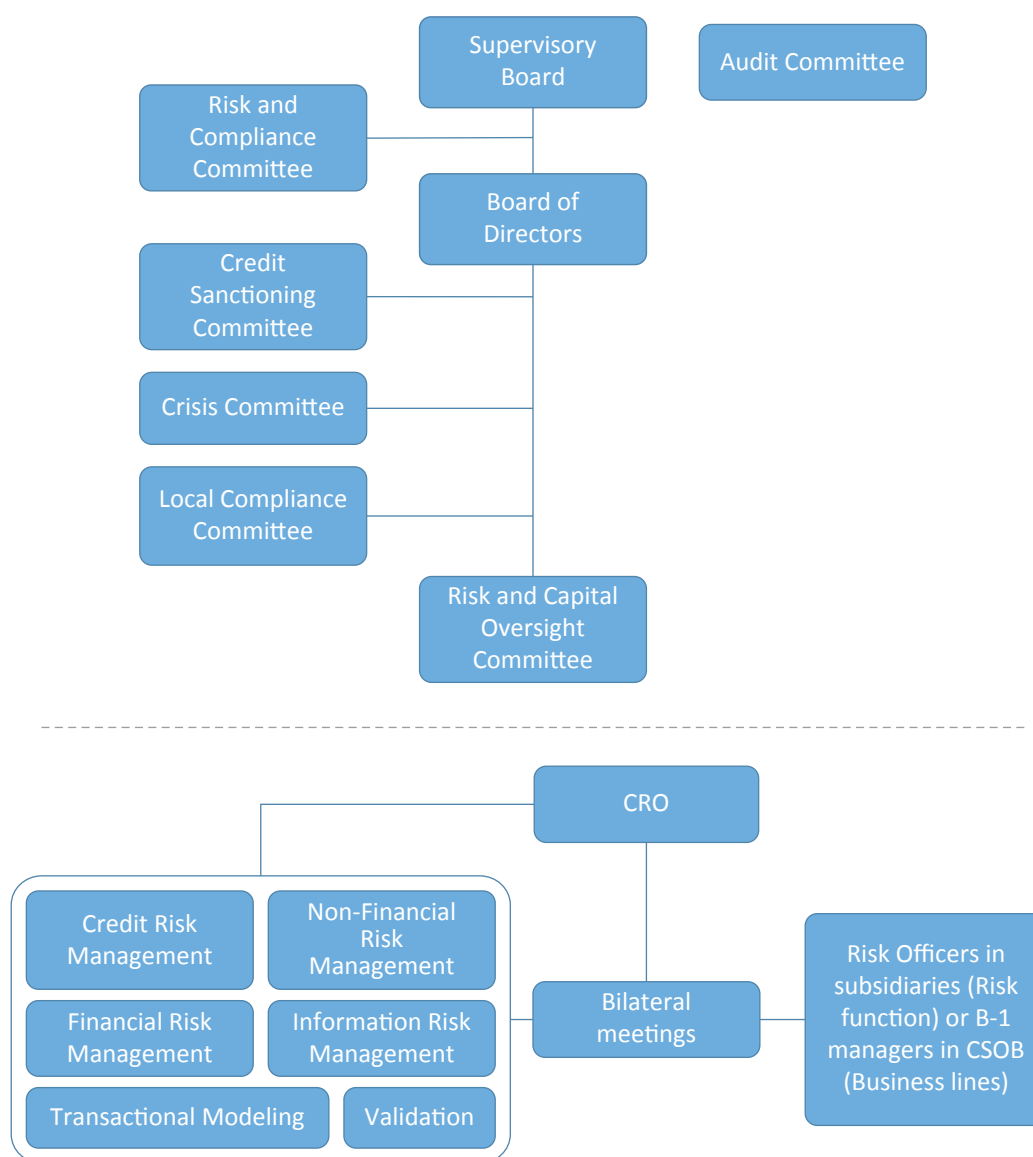 Supervisory
Board
Audit Committee
Risk and
Compliance
Committee
Board of
Directors
Credit
Sanctioning
Committee
Crisis Committee
Local Compliance
Committee
Risk and Capital
Oversight
Committee
CRO
Credit Risk
Management
Non-Financial
Risk
Management
Financial Risk
Management
Information Risk
Management
Transactional Modeling
Validation
Bilateral
meetings
Risk Officers in
subsidiaries (Risk
function) or B-1
managers in CSOB
(Business lines)